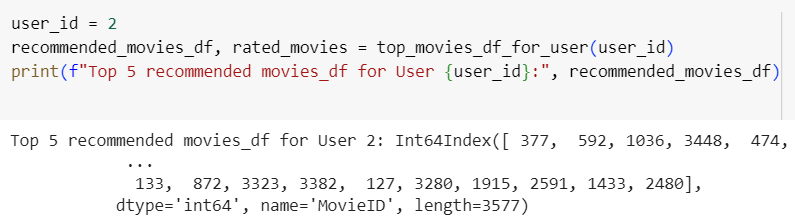 user_id = 2
recommended_movies_df, rated_movies = top_movies_df_for_user(user_id)
print(f"Top 5 recommended movies_df for User {user_id}:", recommended_movies_df)
Top 5 recommended movies_df for User 2: Int64Index([ 377,  592, 1036, 3448,  474,
...
133,  872, 3323, 3382,  127, 3280, 1915, 2591, 1433, 2480],
dtype='int64', name='MovieID', length=3577)